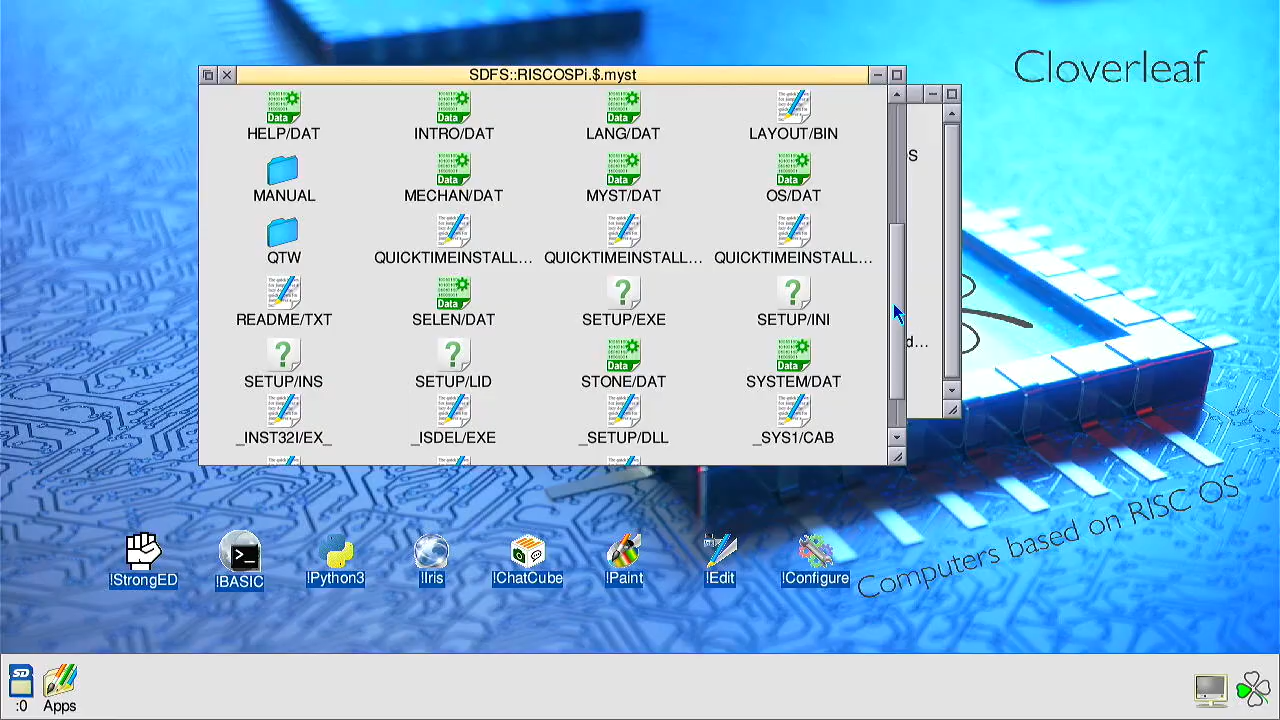 Cloverleaf
SDFS::RISCOSPi.$.myst
HELP/DAT
INTRO/DAT
LANG/DAT
LAYOUT/BIN
S
MANUAL
MECHAN/DAT
MYST/DAT
OS/DAT
QTW
QUICKTIMEINSTALL…
QUICKTIMEINSTALL…
QUICKTIMEINSTALL…
README/TXT
SELEN/DAT
SETUP/EXE
SETUP/INI
d…
SETUP/INS
SETUP/LID
STONE/DAT
SYSTEM/DAT
_INST32I/EX_
_ISDEL/EXE
_SETUP/DLL
_SYS1/CAB
Computers based on RISC OS
!StrongED
!BASIC
!Python3
!Iris
!ChatCube
!Paint
!Edit
!Configure
:0
Apps